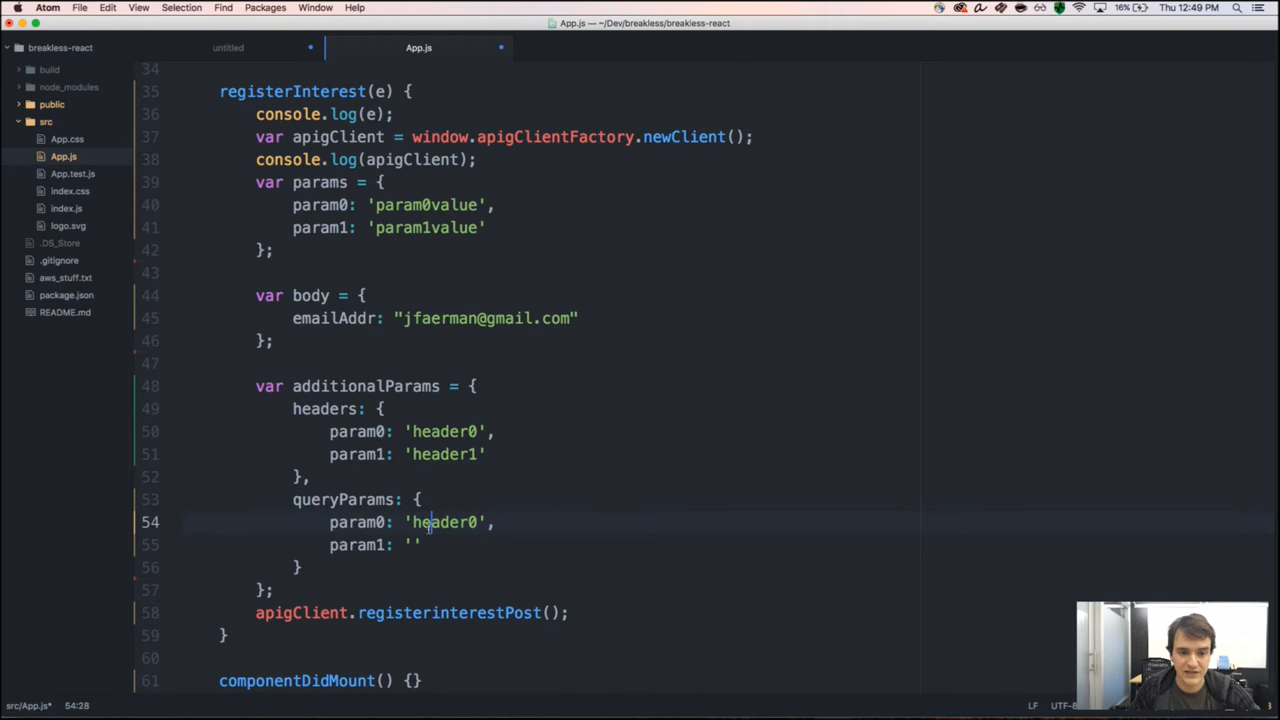 Atom File Edit View Selection Find Packages Window Help
16% Thu 12:49 PM
App.js — ~/Dev/breakless/breakless-react
breakless-react
untitled
App.js
build
node_modules
public
src
App.css
App.js
App.test.js
index.css
index.js
logo.svg
.DS_Store
.gitignore
aws_stuff.txt
package.json
README.md
34
35 registerInterest(e) {
36 console.log(e);
37 var apigClient = window.apigClientFactory.newClient();
38 console.log(apigClient);
39 var params = {
40 param0: 'param0value',
41 param1: 'param1value'
42 };
43
44 var body = {
45 emailAddr: "jfaerman@gmail.com"
46 };
47
48 var additionalParams = {
49 headers: {
50 param0: 'header0',
51 param1: 'header1'
52 },
53 queryParams: {
54 param0: 'header0',
55 param1: ''
56 }
57 };
58 apigClient.registerinterestPost();
59 }
60
61 componentDidMount() {}
src/App.js* 54:28
LF UTF-8